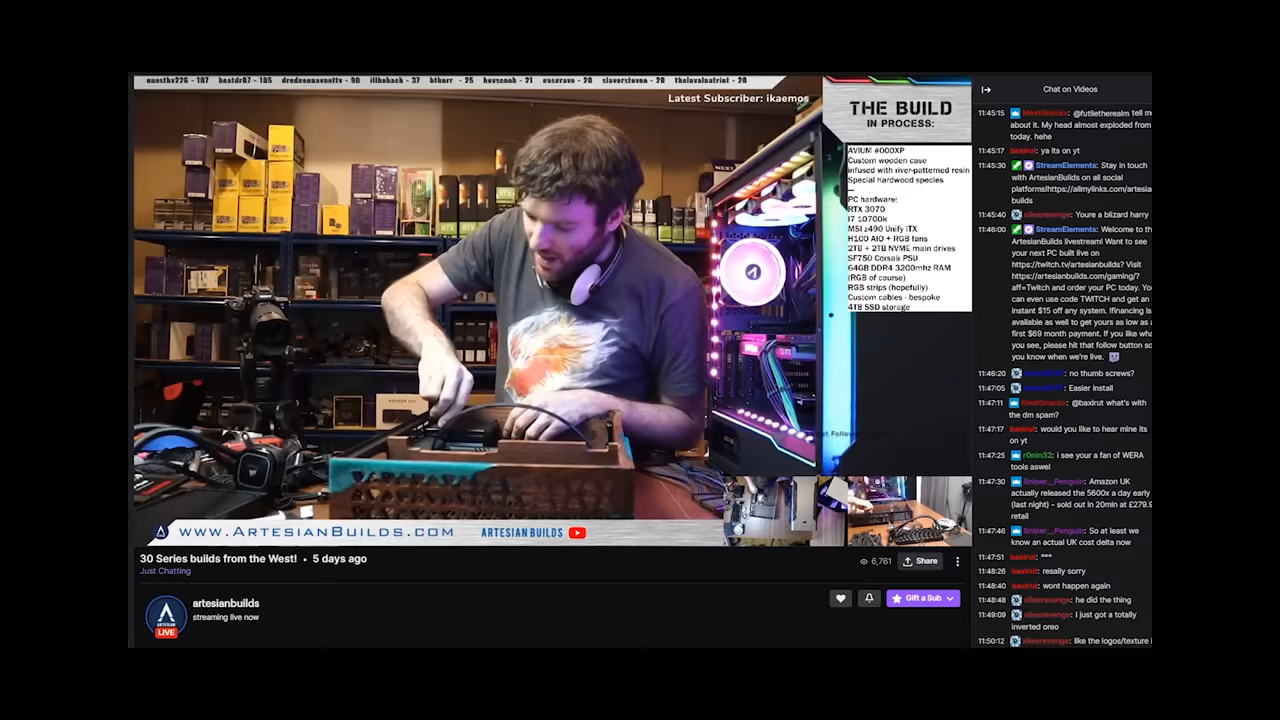 guesthx226 - 107
illbehach - 37
Latest Subscriber: ikaemos
THE BUILD
IN PROCESS:
AVIUM #000XP
Custom wooden case
infused with river-patterned resin
Special hardwood species
—
PC hardware:
RTX 3070
i7 10700k
MSI z490 Unify ITX
H100 AIO + RGB fans
2TB + 2TB NVME main drives
SF750 Corsair PSU
64GB DDR4 3200mhz RAM
(RGB of course)
RGB strips (hopefully)
Custom cables - bespoke
4TB SSD storage
WWW.ARTESIANBUILDS.COM
ARTESIAN BUILDS
30 Series builds from the West! • 5 days ago
Just Chatting
6,761
Share
artesianbuilds
streaming live now
LIVE
Gift a Sub
Chat on Videos
11:45:15 MeatSnackx: @futiletherealm tell me
about it. My head almost exploded from
today. hehe
11:45:17 baxirut: ya its on yt
11:45:30 StreamElements: Stay in touch
with ArtesianBuilds on all social
platforms!https://allmylinks.com/artesian
builds
11:45:40 xilesrevenge: Youre a blizard harry
11:46:00 StreamElements: Welcome to th
ArtesianBuilds livestream! Want to see
your next PC built live on
https://twitch.tv/artesianbuilds? Visit
https://artesianbuilds.com/gaming/?
aff=Twitch and order your PC today. Yo
can even use code TWITCH and get an
instant $15 off any system. Ifinancing is
available as well to get yours as low as
first $69 month payment. If you like wha
you see, please hit that follow button so
you know when we're live.
11:46:20 no thumb screws?
11:47:05 Easier install
11:47:11 MeatSnackx: @baxirut what's with
the dm spam?
11:47:17 baxirut: would you like to hear mine its
on yt
11:47:25 r0nin32: i see your a fan of WERA
tools aswel
11:47:30 Sniper__Penguin: Amazon UK
actually released the 5600x a day early
(last night) - sold out in 20min at £279.9
retail
11:47:46 Sniper__Penguin: So at least we
know an actual UK cost delta now
11:47:51 baxirut: ***
11:48:26 baxirut: resally sorry
11:48:40 baxirut: wont happen again
11:48:48 xilesrevenge: he did the thing
11:49:09 xilesrevenge: I just got a totally
inverted oreo
11:50:12 xilesrevenge: like the logos/texture i